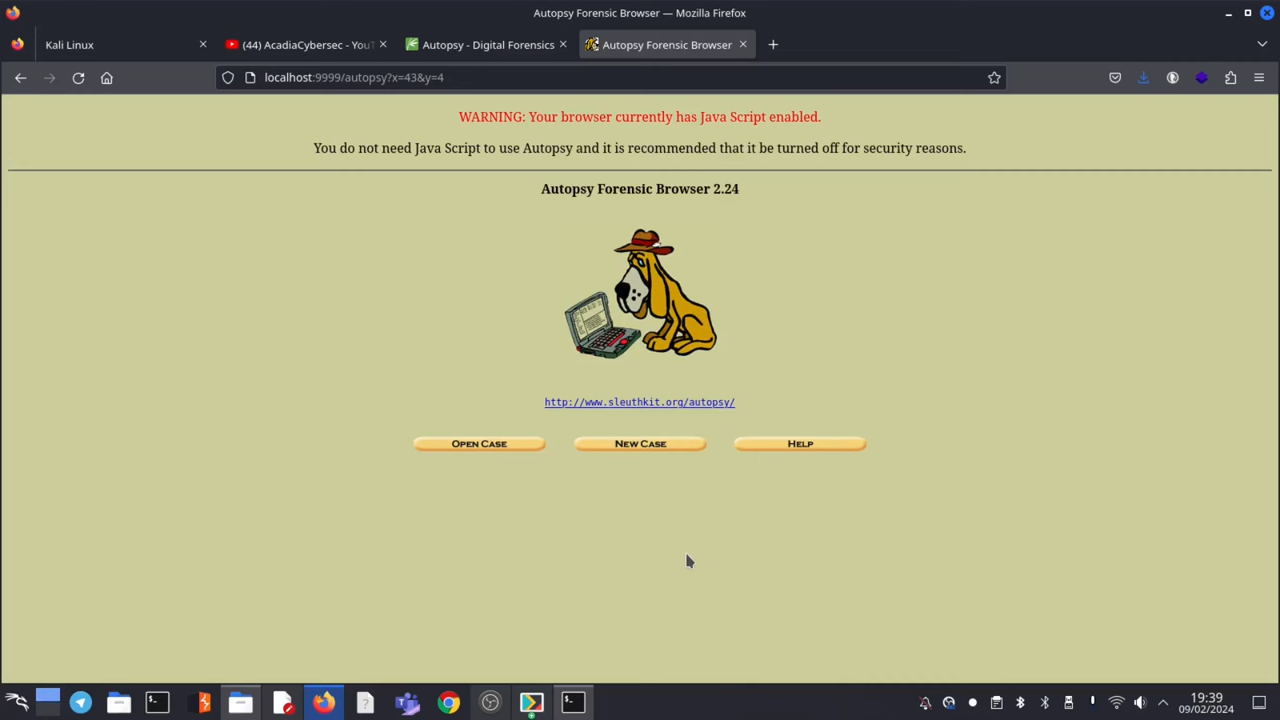 Autopsy Forensic Browser — Mozilla Firefox
Kali Linux
(44) AcadiaCybersec - YouT
Autopsy - Digital Forensics
Autopsy Forensic Browser
localhost:9999/autopsy?x=43&y=4
WARNING: Your browser currently has Java Script enabled.
You do not need Java Script to use Autopsy and it is recommended that it be turned off for security reasons.
Autopsy Forensic Browser 2.24
http://www.sleuthkit.org/autopsy/
OPEN CASE
NEW CASE
HELP
19:39
09/02/2024